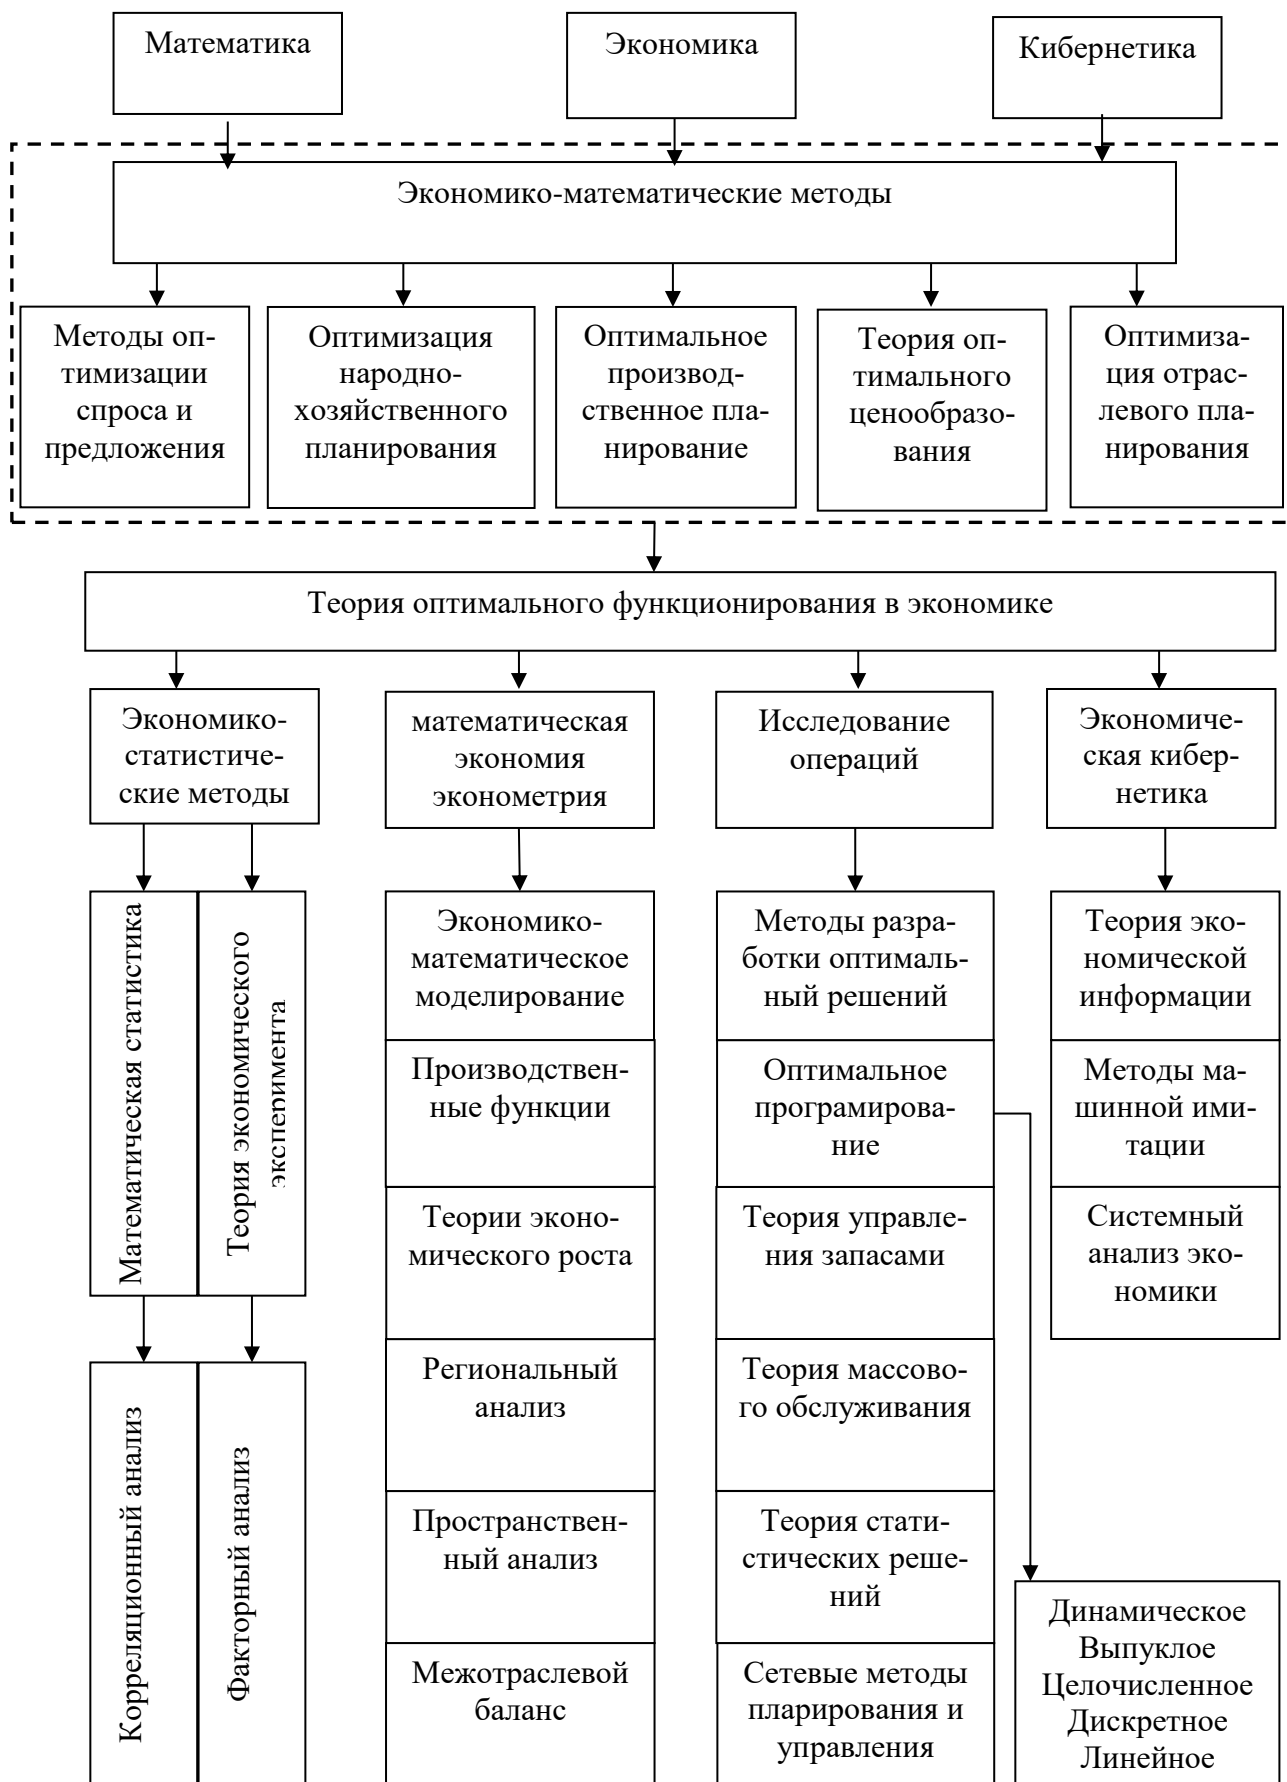 Математика
Экономика
Кибернетика
Экономико-математические методы
Методы оп-
тимизации
спроса и
предложения
Оптимизация
народно-
хозяйственного
планирования
Оптимальное
производ-
ственное пла-
нирование
Теория оп-
тимального
ценообразо-
вания
Оптимиза-
ция отрас-
левого пла-
нирования
Теория оптимального функционирования в экономике
Экономико-
статистиче-
ские методы
математическая
экономия
эконометрия
Исследование
операций
Экономиче-
ская кибер-
нетика
Математическая статистика
Теория экономического
эксперимента
Корреляционный анализ
Факторный анализ
Экономико-
математическое
моделирование
Производствен-
ные функции
Теории эконо-
мического роста
Региональный
анализ
Пространствен-
ный анализ
Межотраслевой
баланс
Методы разра-
ботки оптималь-
ный решений
Оптимальное
програмирова-
ние
Теория управле-
ния запасами
Теория массово-
го обслуживания
Теория стати-
стических реше-
ний
Сетевые методы
пларирования и
управления
Теория эко-
номической
информации
Методы ма-
шинной ими-
тации
Системный
анализ эко-
номики
Динамическое
Выпуклое
Целочисленное
Дискретное
Линейное